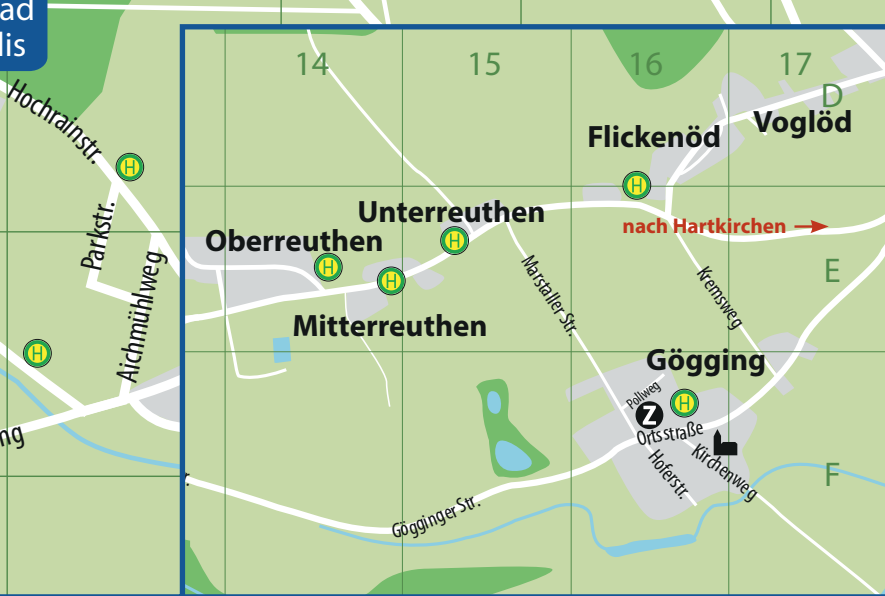 ad
lis
14
15
16
17
D
Hochrainstr.
Flickenöd
Voglöd
H
H
Parkstr.
Unterreuthen
nach Hartkirchen
Oberreuthen
H
H
H
E
Aichmühlweg
Marstaller Str.
Kremsweg
Mitterreuthen
H
Gögging
Pollweg
H
Z
Ortsstraße
ng
Hoferstr.
Kirchenweg
F
r.
Gögginger Str.